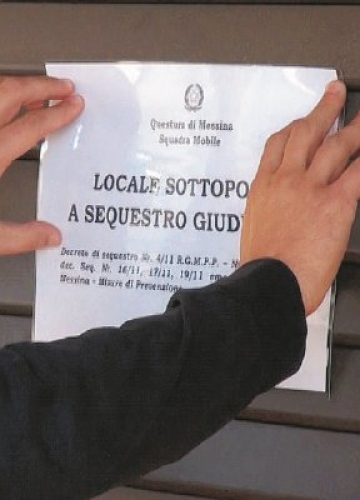 Questura di Messina
Squadra Mobile
LOCALE SOTTOPO
A SEQUESTRO GIUD
Decreto di sequestro Nr. 4/11 R.G.M.P.P. -
dec. Seq. Nr. 16/11, 17/11, 19/11
Messina - Misure di Prevenzione